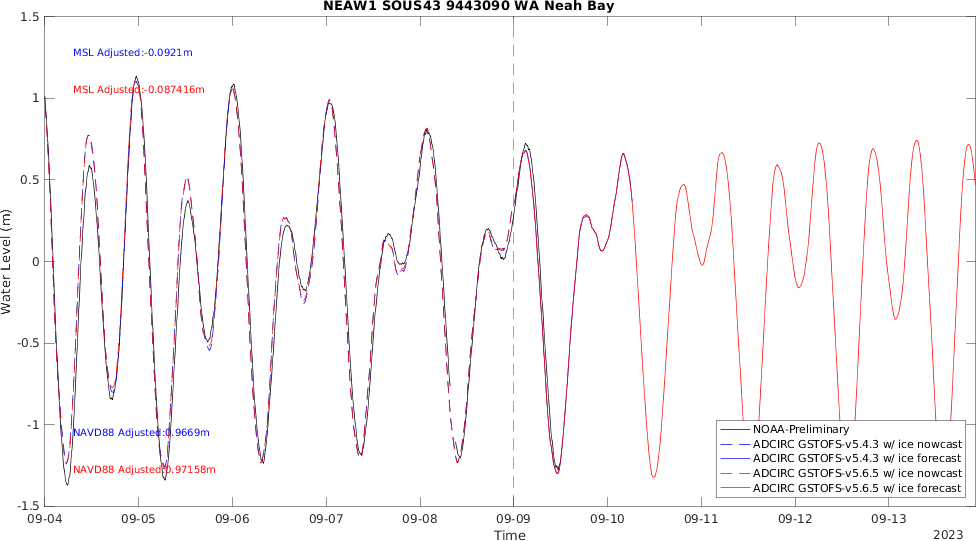 NEAW1 SOUS43 9443090 WA Neah Bay
1.5
MSL Adjusted:-0.0921m
MSL Adjusted:-0.087416m
1
0.5
0
-0.5
-1
-1.5
Water Level (m)
NAVD88 Adjusted:0.9669m
NAVD88 Adjusted:0.97158m
NOAA-Preliminary
ADCIRC GSTOFS-v5.4.3 w/ ice nowcast
ADCIRC GSTOFS-v5.4.3 w/ ice forecast
ADCIRC GSTOFS-v5.6.5 w/ ice nowcast
ADCIRC GSTOFS-v5.6.5 w/ ice forecast
09-04 09-05 09-06 09-07 09-08 09-09 09-10 09-11 09-12 09-13
Time
2023